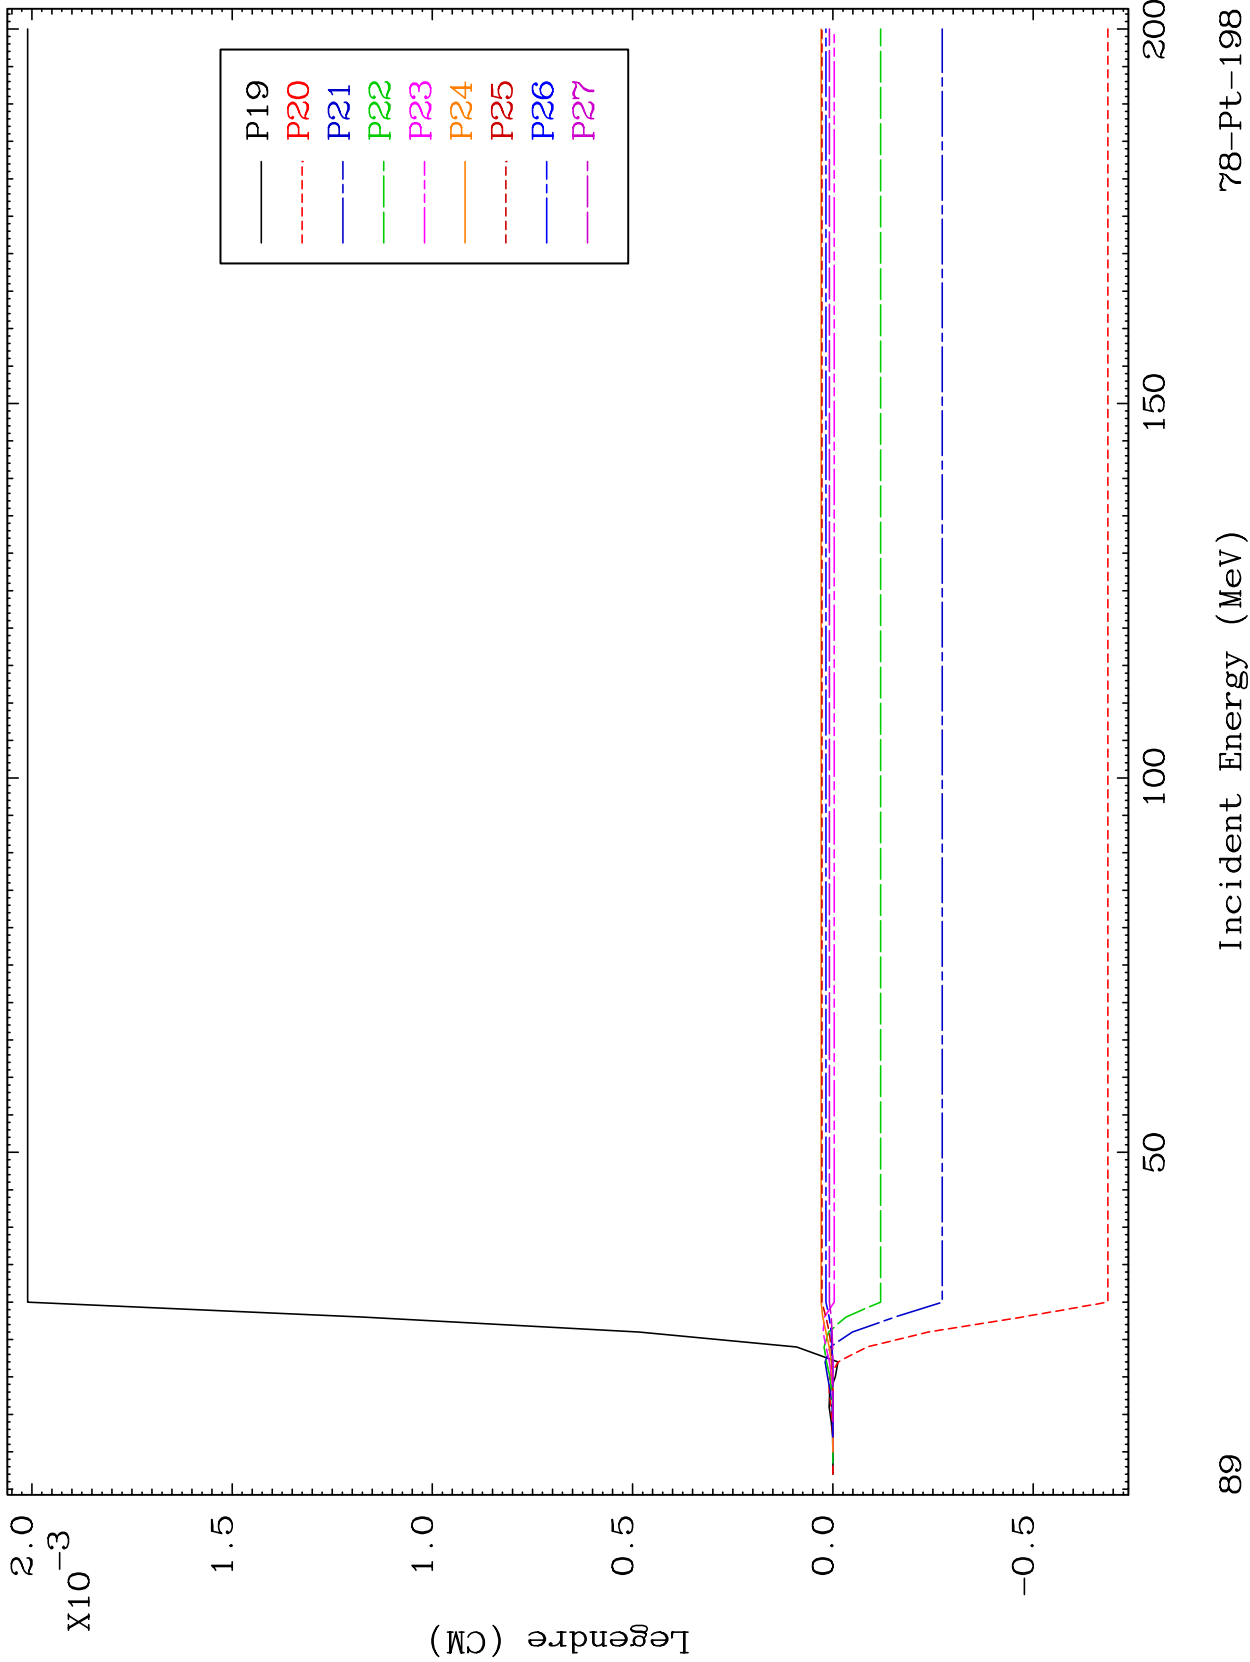 2.0
X10⁻³
1.5
1.0
0.5
0.0
-0.5
Legendre (CM)
P19
P20
P21
P22
P23
P24
P25
P26
P27
50
100
150
200
89
Incident Energy (MeV)
78-Pt-198